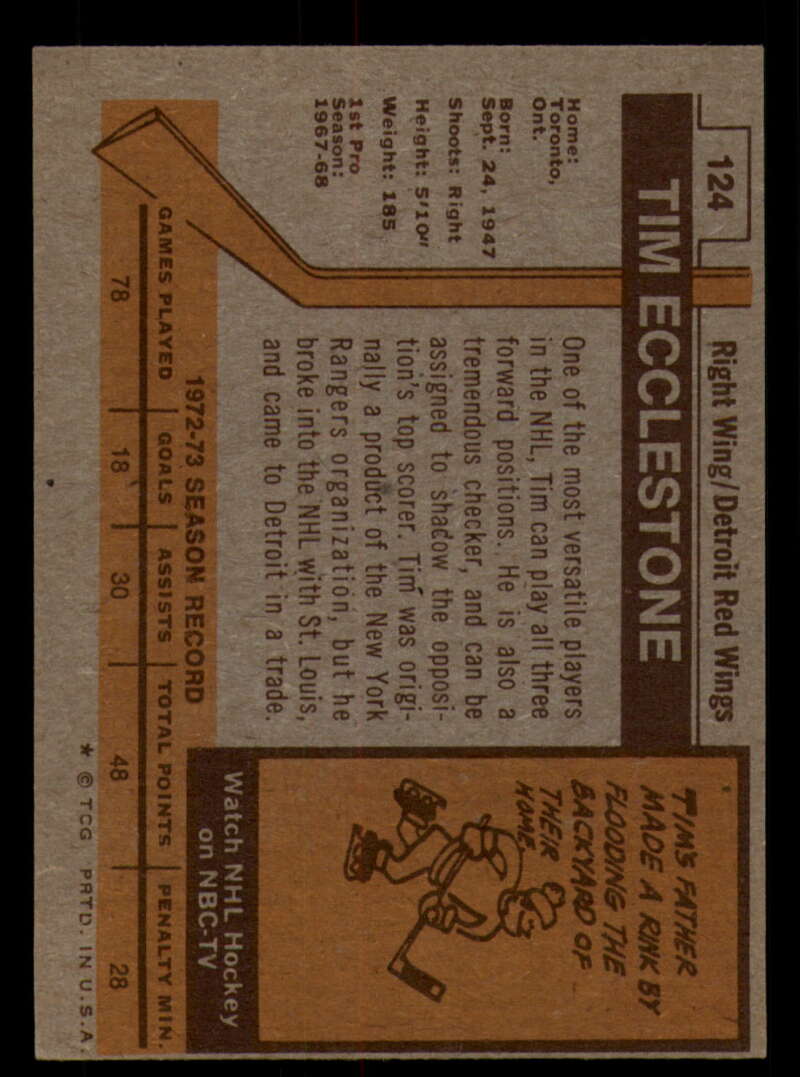 124
Right Wing/Detroit Red Wings
TIM ECCLESTONE
Home:
Toronto,
Ont.
Born:
Sept. 24, 1947
Shoots: Right
Height: 5'10"
Weight: 185
1st Pro
Season:
1967-68
One of the most versatile players
in the NHL, Tim can play all three
forward positions. He is also a
tremendous checker, and can be
assigned to shadow the opposi-
tion's top scorer. Tim was origi-
nally a product of the New York
Rangers organization, but he
broke into the NHL with St. Louis,
and came to Detroit in a trade.
TIM'S FATHER
MADE A RINK BY
FLOODING THE
BACKYARD OF
THEIR
HOME.
Watch NHL Hockey
on NBC-TV
1972-73 SEASON RECORD
GAMES PLAYED GOALS ASSISTS TOTAL POINTS PENALTY MIN.
78 18 30 48 28
* © TCG PRTD. IN U.S.A.